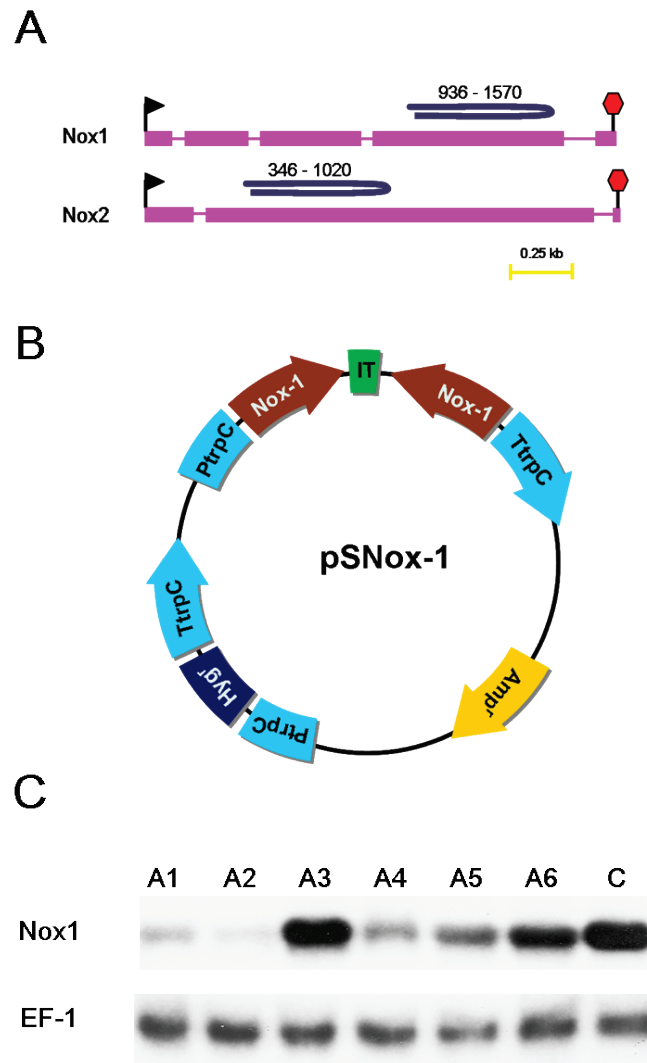 A
936 - 1570
Nox1
346 - 1020
Nox2
0.25 kb
B
IT
Nox-1
Nox-1
PtrpC
TtrpC
pSNox-1
TtrpC
Hygʳ
PtrpC
Ampʳ
C
A1 A2 A3 A4 A5 A6 C
Nox1
EF-1